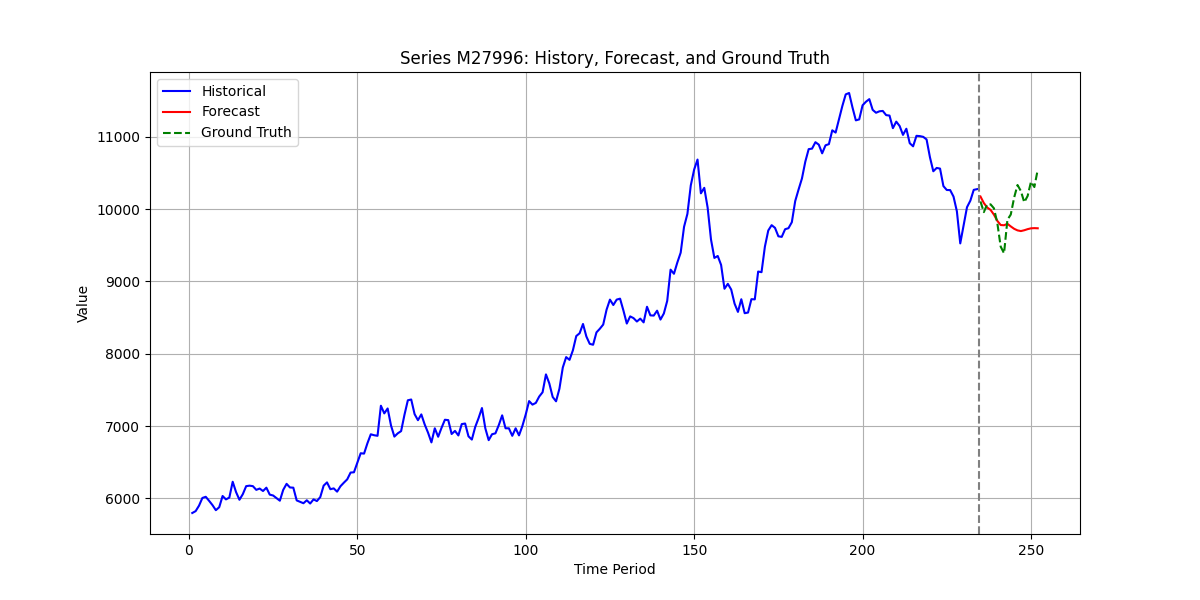 Series M27996: History, Forecast, and Ground Truth
Historical
Forecast
Ground Truth
Value
11000
10000
9000
8000
7000
6000
0 50 100 150 200 250
Time Period